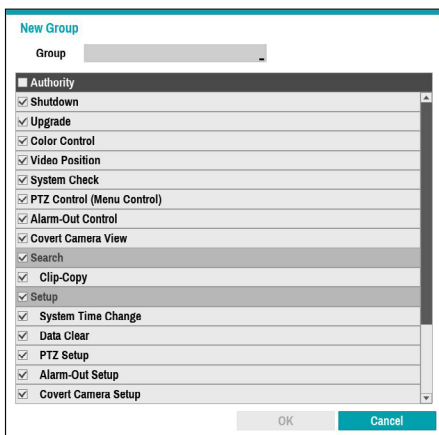 New Group
Group
Authority
Shutdown
Upgrade
Color Control
Video Position
System Check
PTZ Control (Menu Control)
Alarm-Out Control
Covert Camera View
Search
Clip-Copy
Setup
System Time Change
Data Clear
PTZ Setup
Alarm-Out Setup
Covert Camera Setup
OK Cancel